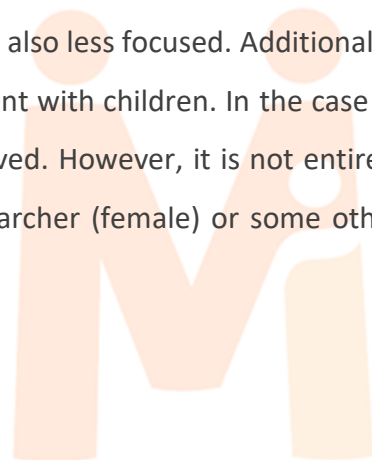 also less focused. Additional
nt with children. In the case
ved. However, it is not entire
archer (female) or some oth